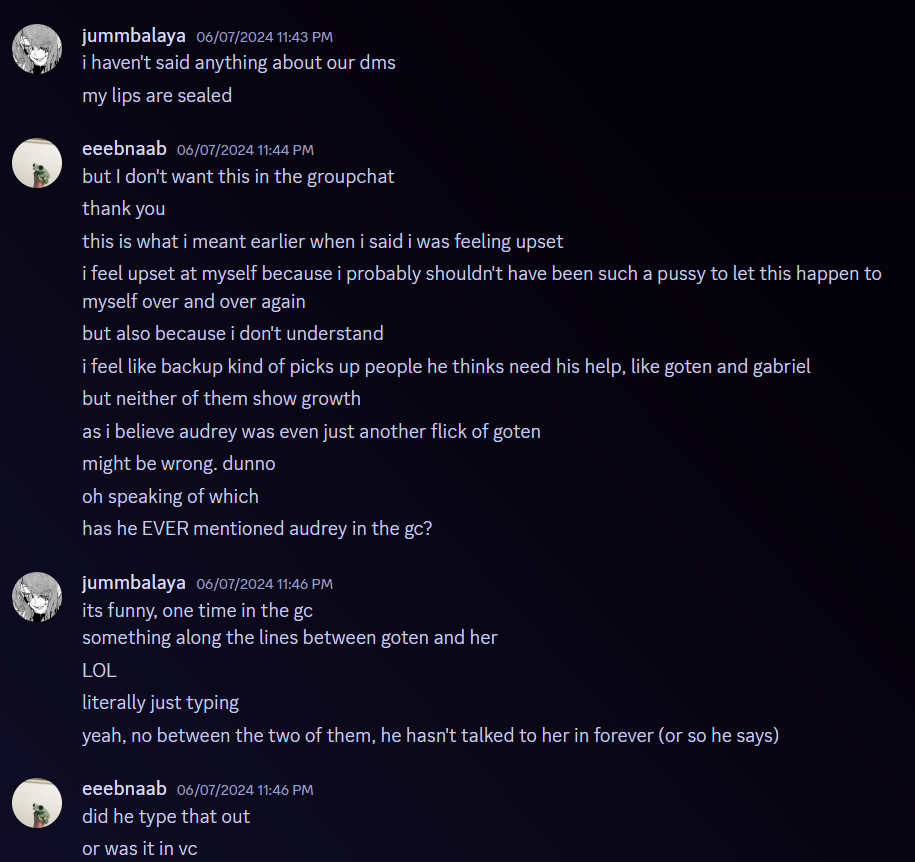 jummbalaya 06/07/2024 11:43 PM
i haven't said anything about our dms
my lips are sealed
eeebnaab 06/07/2024 11:44 PM
but I don't want this in the groupchat
thank you
this is what i meant earlier when i said i was feeling upset
i feel upset at myself because i probably shouldn't have been such a pussy to let this happen to
myself over and over again
but also because i don't understand
i feel like backup kind of picks up people he thinks need his help, like goten and gabriel
but neither of them show growth
as i believe audrey was even just another flick of goten
might be wrong. dunno
oh speaking of which
has he EVER mentioned audrey in the gc?
jummbalaya 06/07/2024 11:46 PM
its funny, one time in the gc
something along the lines between goten and her
LOL
literally just typing
yeah, no between the two of them, he hasn't talked to her in forever (or so he says)
eeebnaab 06/07/2024 11:46 PM
did he type that out
or was it in vc